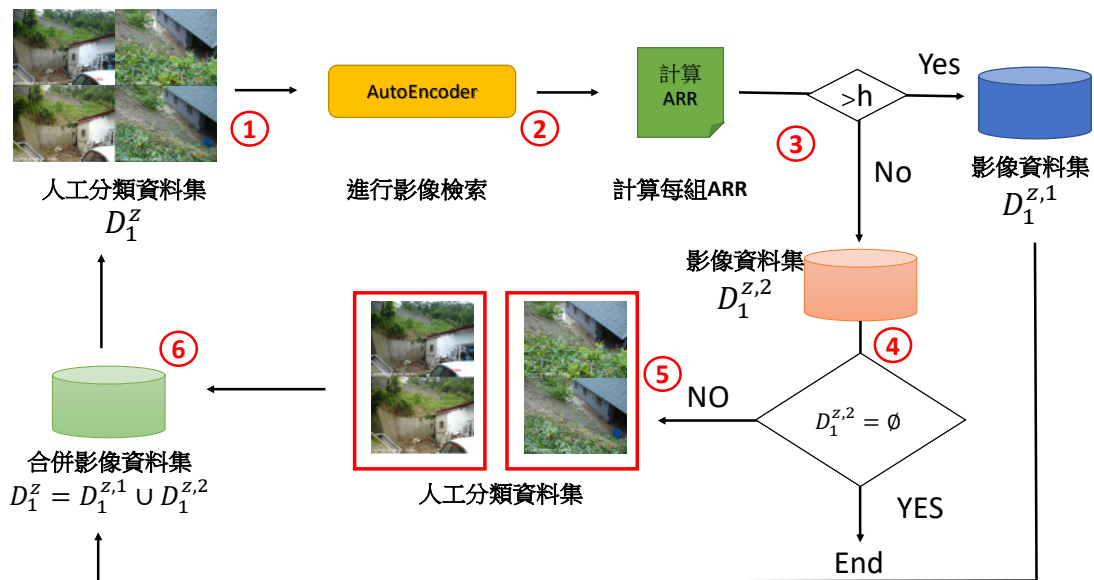 ①
人工分類資料集
$D_1^z$
AutoEncoder
②
進行影像檢索
計算
ARR
計算每組ARR
③
>h
Yes
影像資料集
$D_1^{z,1}$
No
影像資料集
$D_1^{z,2}$
④
$D_1^{z,2} = \emptyset$
NO
YES
End
⑤
人工分類資料集
⑥
合併影像資料集
$D_1^z = D_1^{z,1} \cup D_1^{z,2}$